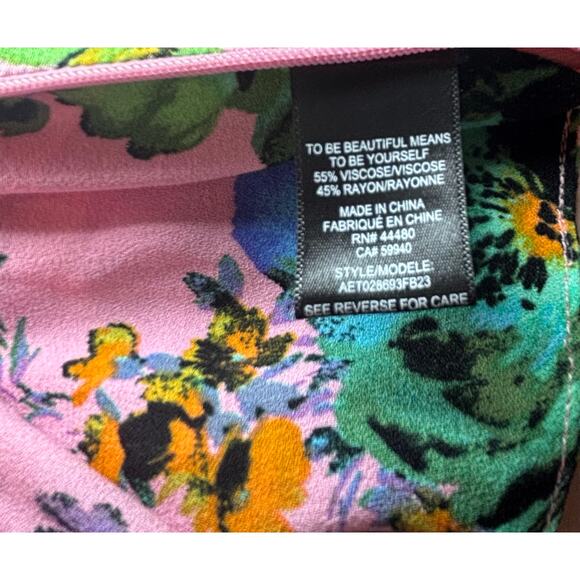 TO BE BEAUTIFUL MEANS
TO BE YOURSELF
55% VISCOSE/VISCOSE
45% RAYON/RAYONNE
MADE IN CHINA
FABRIQUÉ EN CHINE
RN# 44480
CA# 59940
STYLE/MODELE:
AET028693FB23
SEE REVERSE FOR CARE